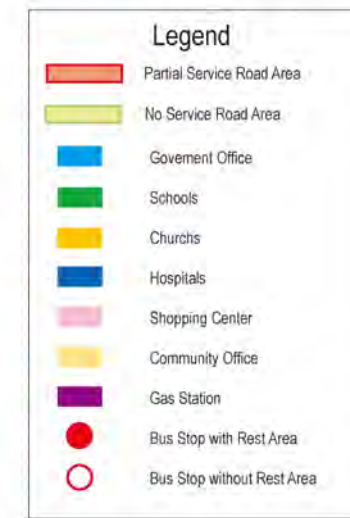 Legend
Partial Service Road Area
No Service Road Area
Goverment Office
Schools
Churchs
Hospitals
Shopping Center
Community Office
Gas Station
Bus Stop with Rest Area
Bus Stop without Rest Area